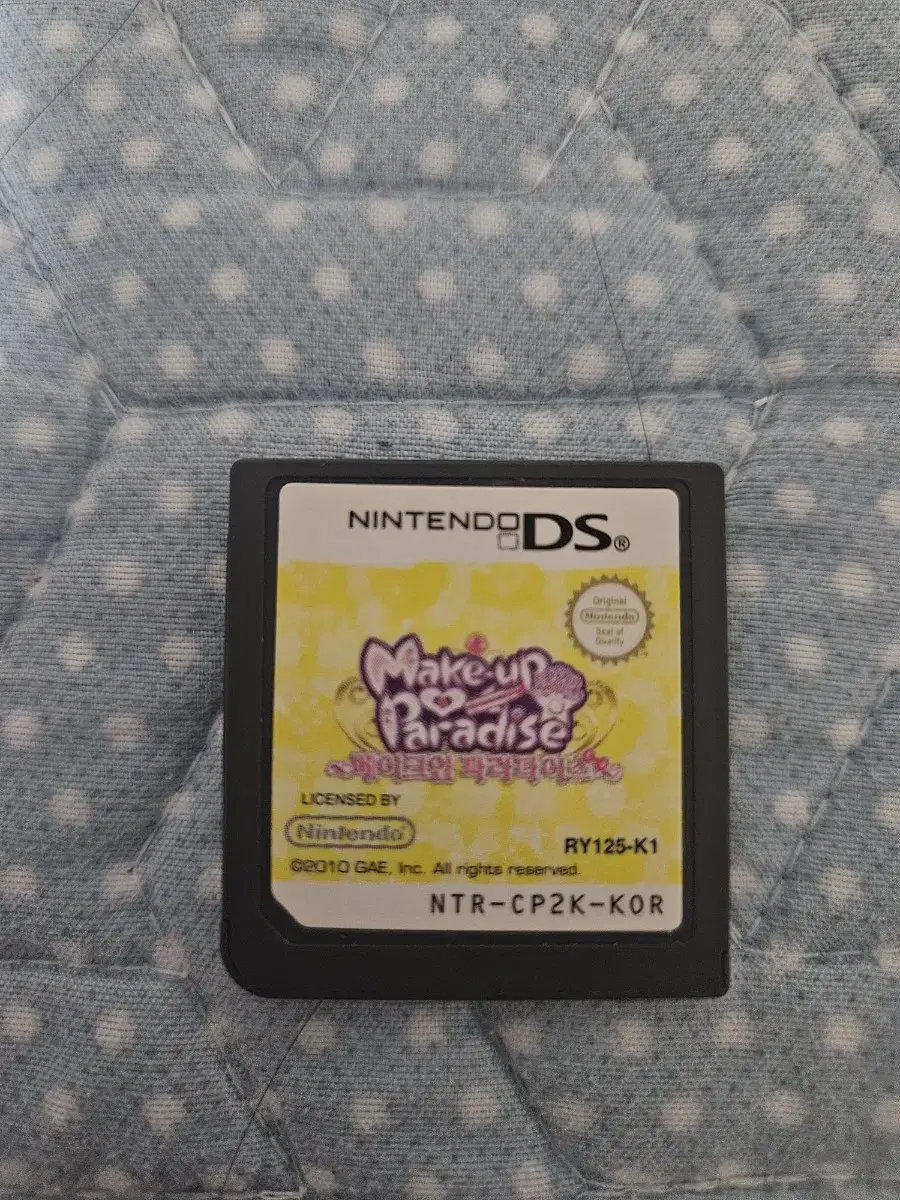 NINTENDO DS®
Original
Nintendo
Seal of
Quality
Make-up
Paradise
메이크업 파라다이스
LICENSED BY
Nintendo®
RY125-K1
©2010 GAE, Inc. All rights reserved.
NTR-CP2K-KOR